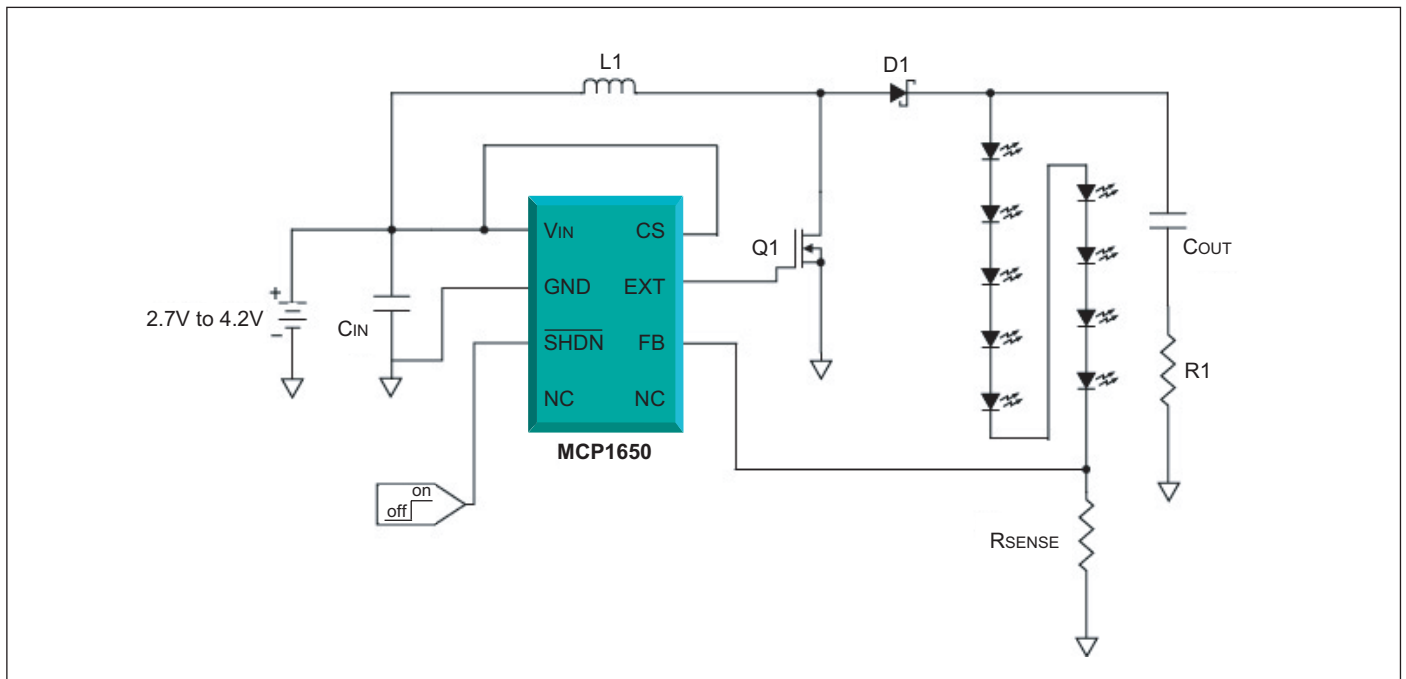 L1
D1
VIN
CS
Q1
GND
EXT
COUT
2.7V to 4.2V
+
–
CIN
SHDN
FB
R1
NC
NC
MCP1650
on
off
RSENSE